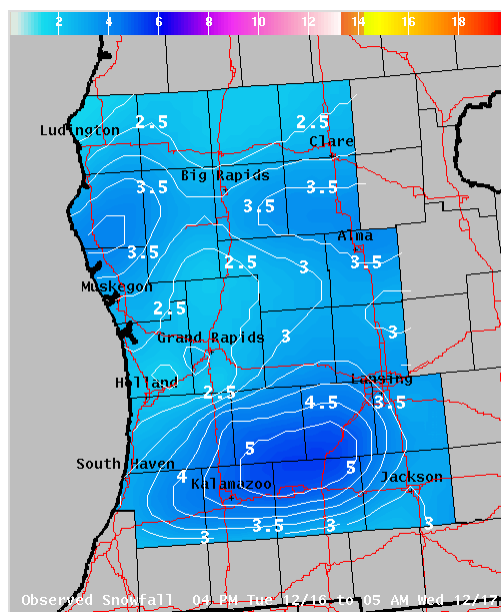 2 4 6 8 10 12 14 16 18
2.5 2.5
Ludington
Clare
Big Rapids
3.5 3.5
3.5
Alma
3.5 2.5 3 3.5
Muskegon
2.5
3 3
Grand Rapids
Holland Lansing
2.5 4.5 3.5
5
South Haven 5
4
Kalamazoo Jackson
3.5 3 3
3
Observed Snowfall 04 PM Tue 12/16 to 05 AM Wed 12/17